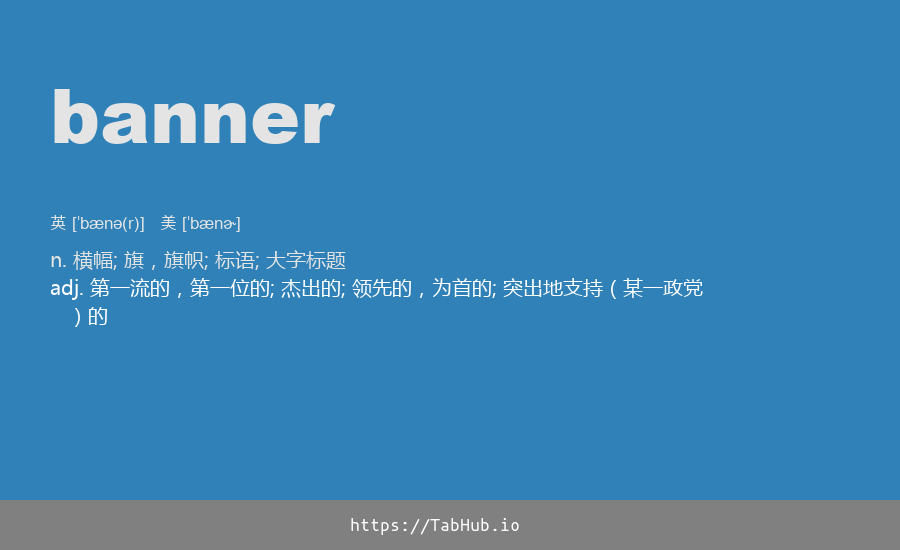 banner
英 [ˈbænə(r)] 美 [ˈbænɚ]
n. 横幅; 旗，旗帜; 标语; 大字标题
adj. 第一流的，第一位的; 杰出的; 领先的，为首的; 突出地支持（某一政党
）的
https://TabHub.io